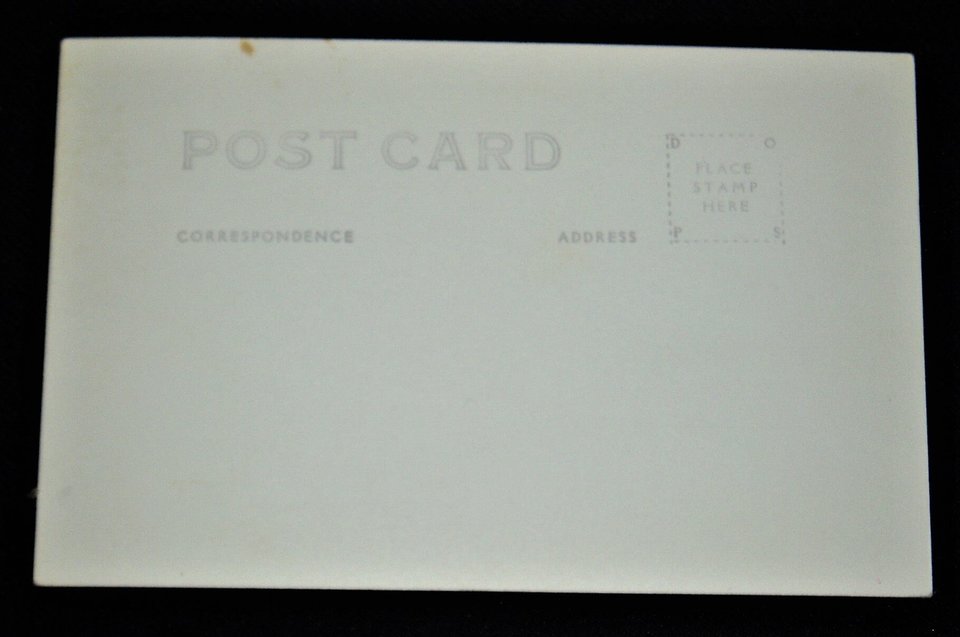 POST CARD
D O
PLACE
STAMP
HERE
P S
CORRESPONDENCE
ADDRESS